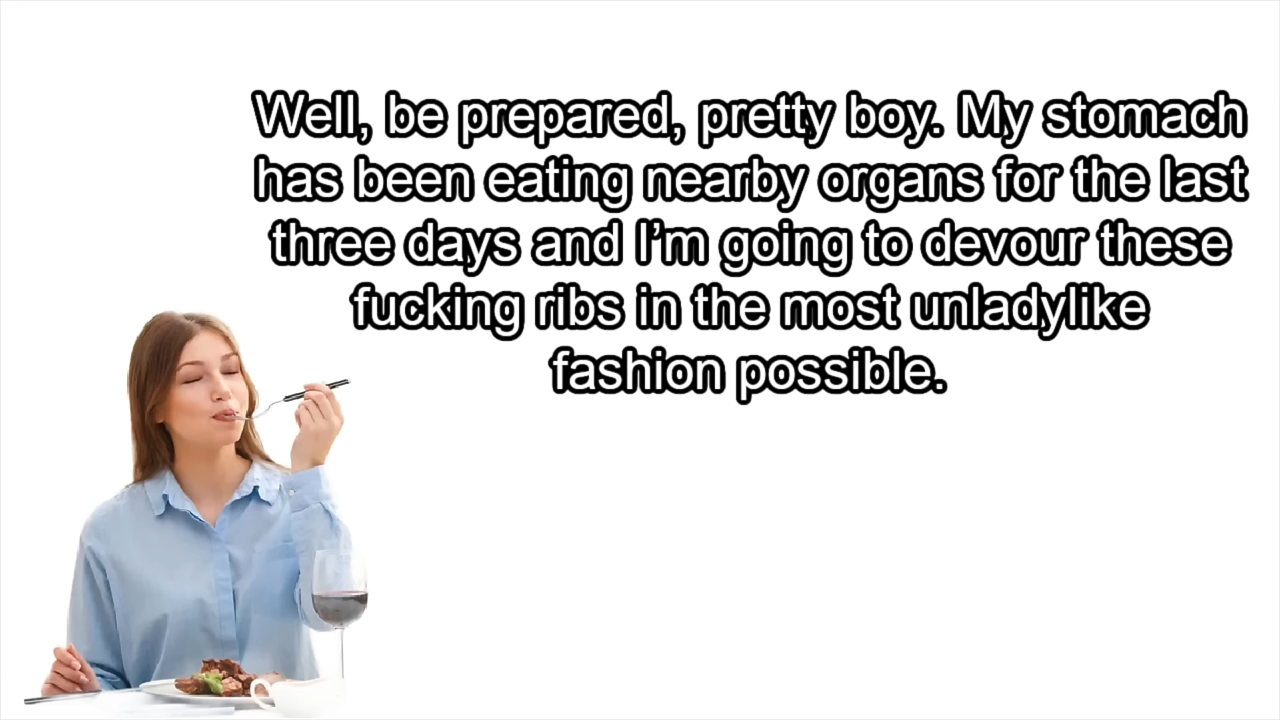 Well, be prepared, pretty boy. My stomach
has been eating nearby organs for the last
three days and I’m going to devour these
fucking ribs in the most unladylike
fashion possible.